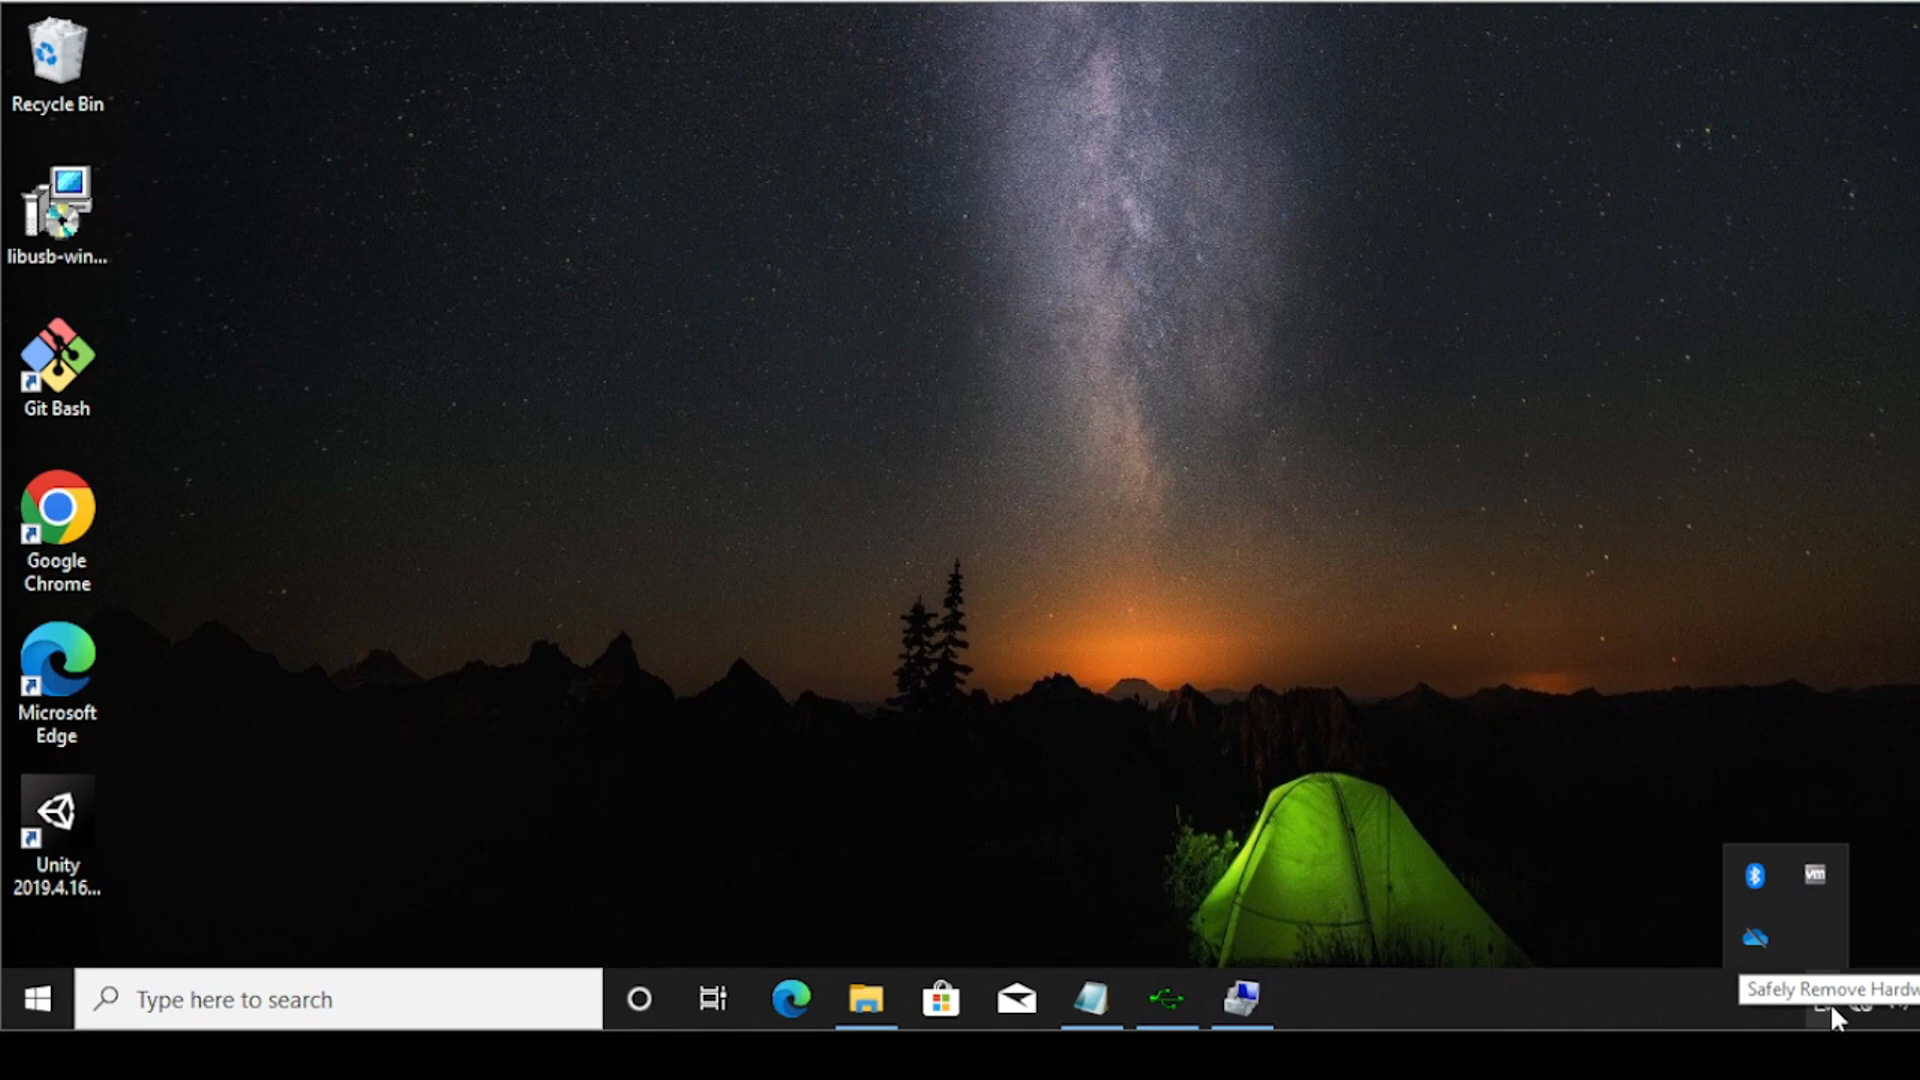 Recycle Bin
libusb-win...
Git Bash
Google
Chrome
Microsoft
Edge
Unity
2019.4.16...
vm
Safely Remove Hardw
Type here to search